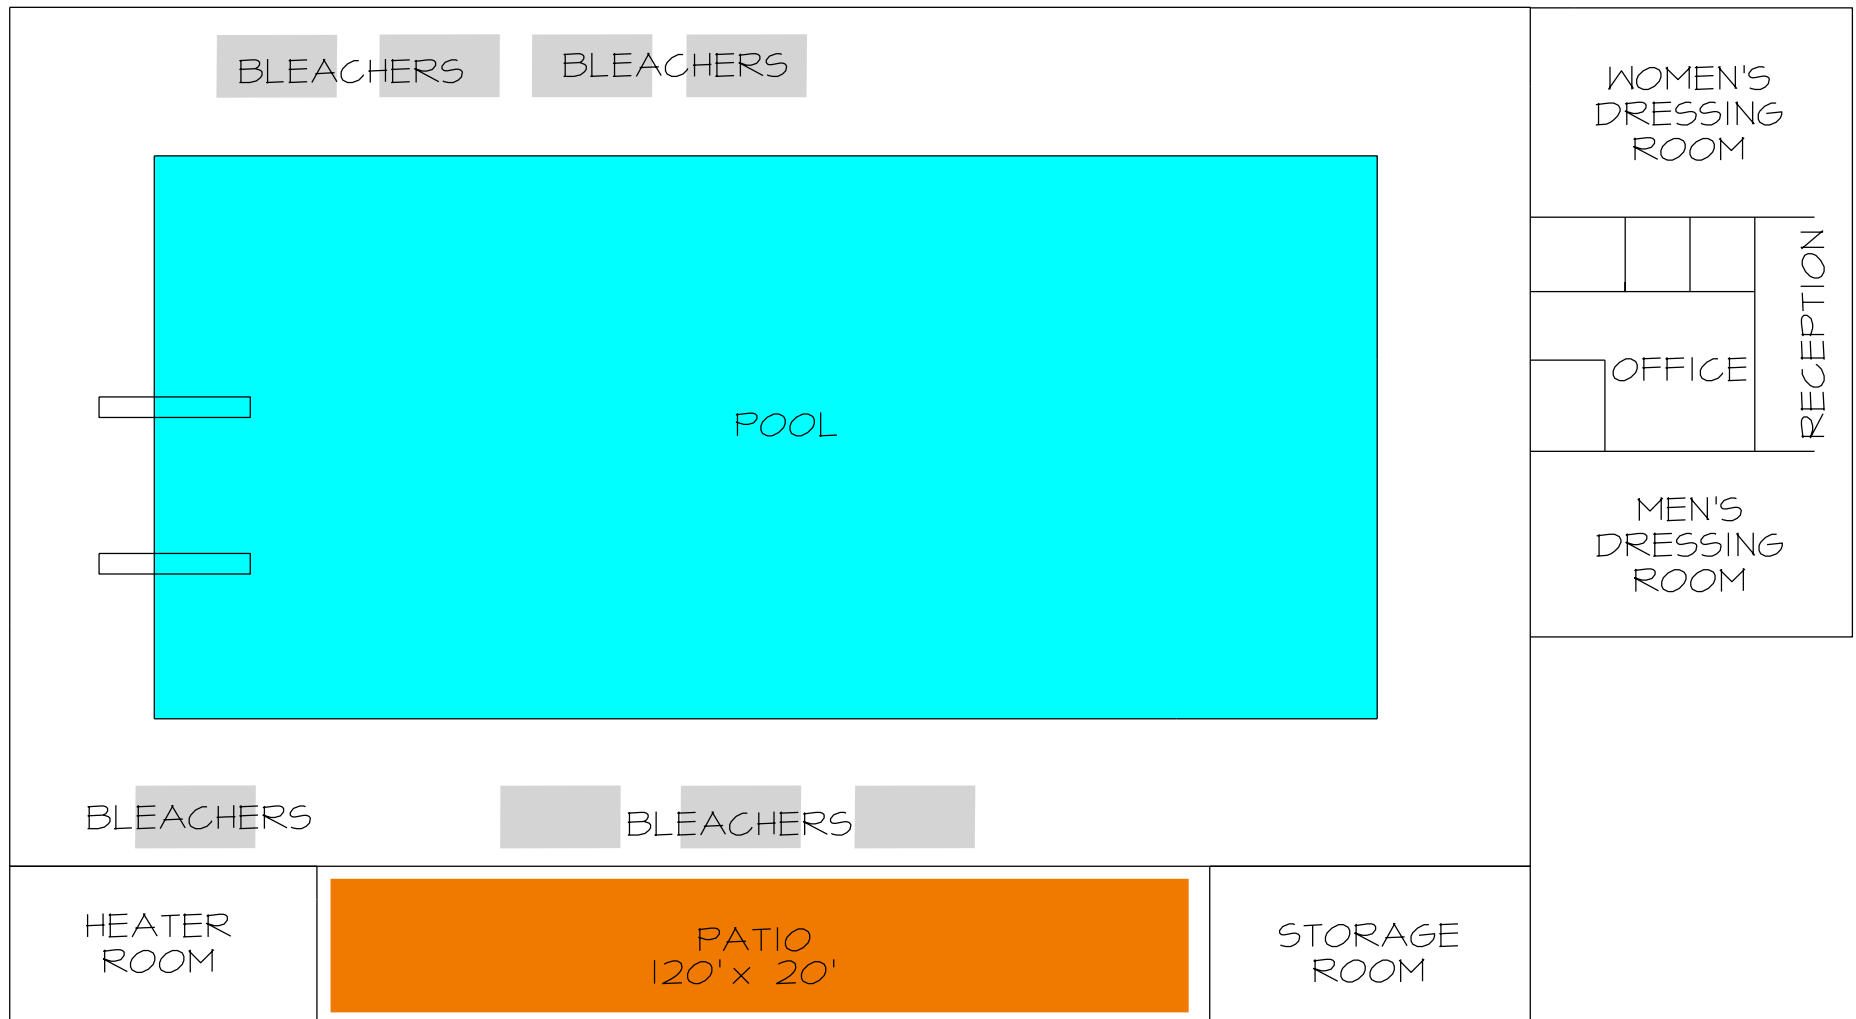 BLEACHERS
BLEACHERS
WOMEN'S
DRESSING
ROOM
RECEPTION
OFFICE
POOL
MEN'S
DRESSING
ROOM
BLEACHERS
BLEACHERS
HEATER
ROOM
PATIO
120' x 20'
STORAGE
ROOM